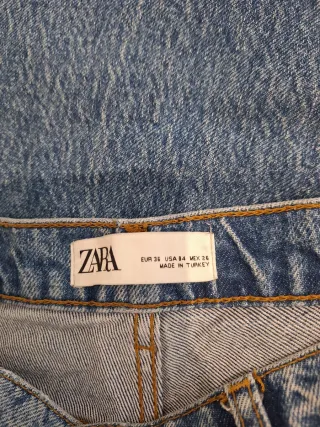 ZARA
EUR 36 USA 04 MEX 26
MADE IN TURKEY